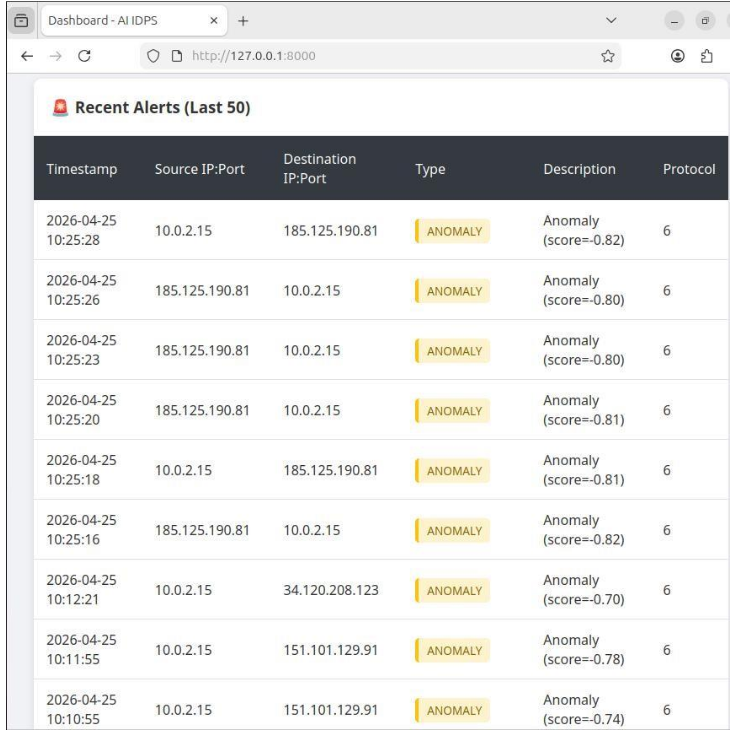 Dashboard - AI IDPS
http://127.0.0.1:8000
Recent Alerts (Last 50)
Timestamp Source IP:Port Destination IP:Port Type Description Protocol
2026-04-25 10:25:28 10.0.2.15 185.125.190.81 ANOMALY Anomaly (score=-0.82) 6
2026-04-25 10:25:26 185.125.190.81 10.0.2.15 ANOMALY Anomaly (score=-0.80) 6
2026-04-25 10:25:23 185.125.190.81 10.0.2.15 ANOMALY Anomaly (score=-0.80) 6
2026-04-25 10:25:20 185.125.190.81 10.0.2.15 ANOMALY Anomaly (score=-0.81) 6
2026-04-25 10:25:18 10.0.2.15 185.125.190.81 ANOMALY Anomaly (score=-0.81) 6
2026-04-25 10:25:16 185.125.190.81 10.0.2.15 ANOMALY Anomaly (score=-0.82) 6
2026-04-25 10:12:21 10.0.2.15 34.120.208.123 ANOMALY Anomaly (score=-0.70) 6
2026-04-25 10:11:55 10.0.2.15 151.101.129.91 ANOMALY Anomaly (score=-0.78) 6
2026-04-25 10:10:55 10.0.2.15 151.101.129.91 ANOMALY Anomaly (score=-0.74) 6